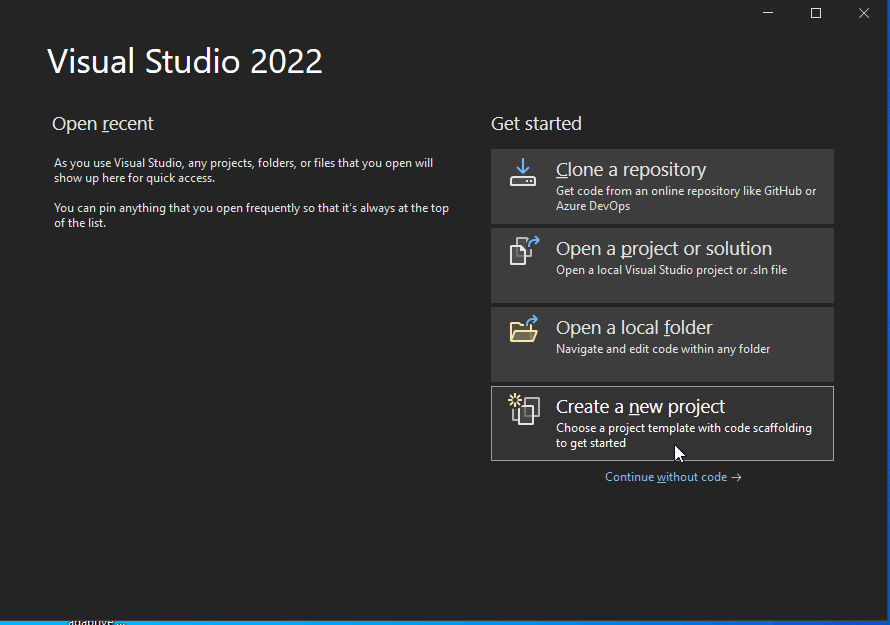 Visual Studio 2022
Open recent
As you use Visual Studio, any projects, folders, or files that you open will
show up here for quick access.
You can pin anything that you open frequently so that it's always at the top
of the list.
Get started
Clone a repository
Get code from an online repository like GitHub or
Azure DevOps
Open a project or solution
Open a local Visual Studio project or .sln file
Open a local folder
Navigate and edit code within any folder
Create a new project
Choose a project template with code scaffolding
to get started
Continue without code →
adaptive ...